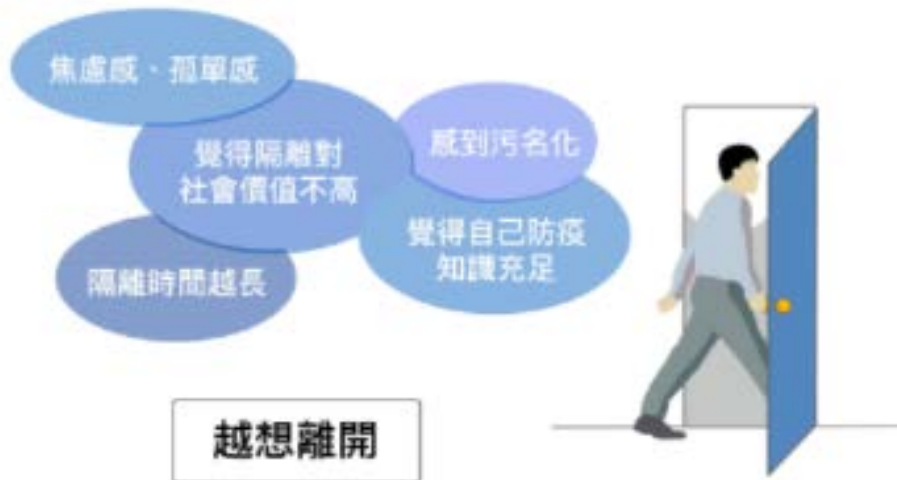 焦慮感、孤單感
覺得隔離對
社會價值不高
感到污名化
覺得自己防疫
知識充足
隔離時間越長
越想離開